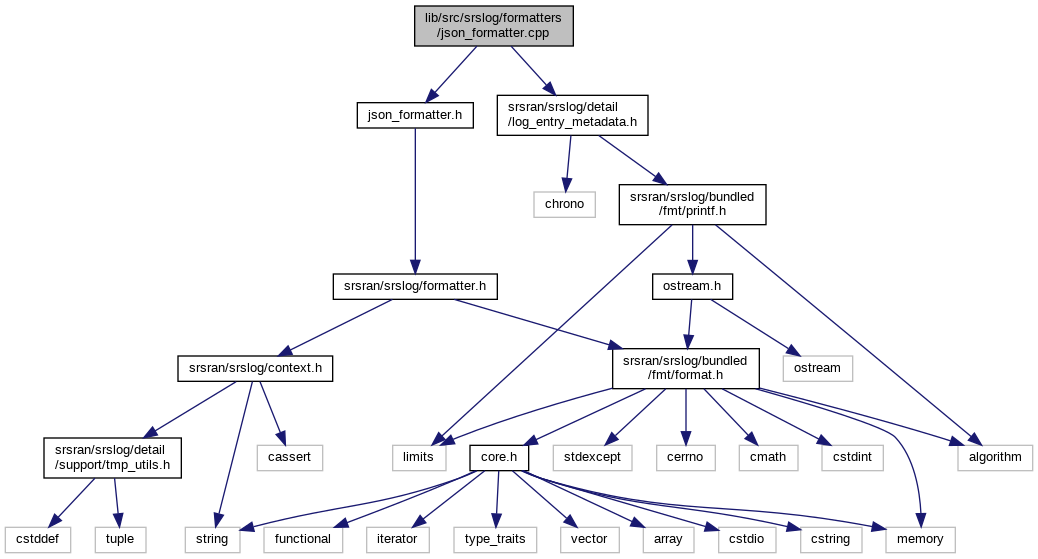 lib/src/srslog/formatters
/json_formatter.cpp
json_formatter.h
srsran/srslog/detail
/log_entry_metadata.h
chrono
srsran/srslog/bundled
/fmt/printf.h
srsran/srslog/formatter.h
ostream.h
srsran/srslog/context.h
srsran/srslog/bundled
/fmt/format.h
ostream
srsran/srslog/detail
/support/tmp_utils.h
cassert
limits
core.h
stdexcept
cerrno
cmath
cstdint
algorithm
cstddef
tuple
string
functional
iterator
type_traits
vector
array
cstdio
cstring
memory